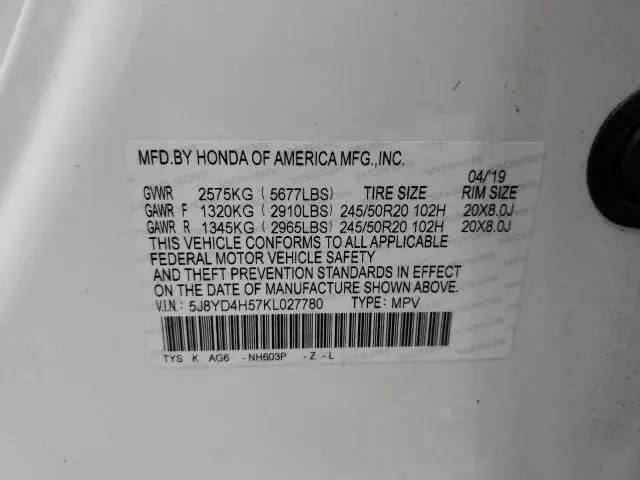 MFD.BY HONDA OF AMERICA MFG.,INC.
04/'19
GVWR 2575KG ( 5677LBS) TIRE SIZE RIM SIZE
GAWR F 1320KG ( 2910LBS) 245/50R20 102H 20X8.0J
GAWR R 1345KG ( 2965LBS) 245/50R20 102H 20X8.0J
THIS VEHICLE CONFORMS TO ALL APPLICABLE
FEDERAL MOTOR VEHICLE SAFETY
AND THEFT PREVENTION STANDARDS IN EFFECT
ON THE DATE OF MANUFACTURE SHOWN ABOVE.
V.I.N.: 5J8YD4H57KL027780 TYPE: MPV
TYS K AG6 -NH603P -Z -L